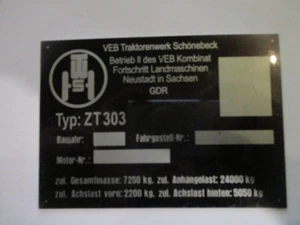 VEB Traktorenwerk Schönebeck
Betrieb II des VEB Kombinat
Fortschritt Landmaschinen
Neustadt in Sachsen
GDR
Typ: ZT 303
Baujahr: Fahrgestell-Nr.:
Motor-Nr.:
zul. Gesamtmasse: 7250 kg. zul. Anhängelast: 24000 kg
zul. Achslast vorn: 2200 kg. zul. Achslast hinten: 5050 kg